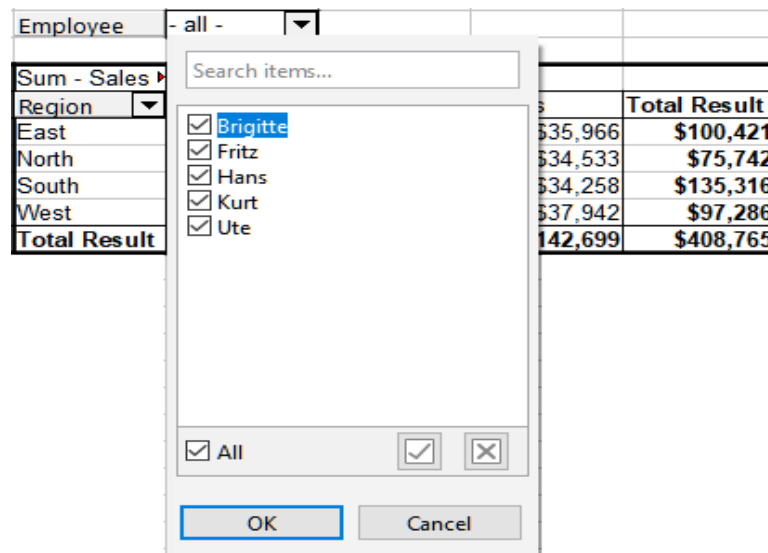 Employee - all -
Search items...
Sum - Sales
Region Total Result
Brigitte
East $35,966 $100,421
Fritz
North $34,533 $75,742
Hans
South $34,258 $135,316
Kurt
West $37,942 $97,286
Ute
Total Result 142,699 $408,765
All
OK Cancel